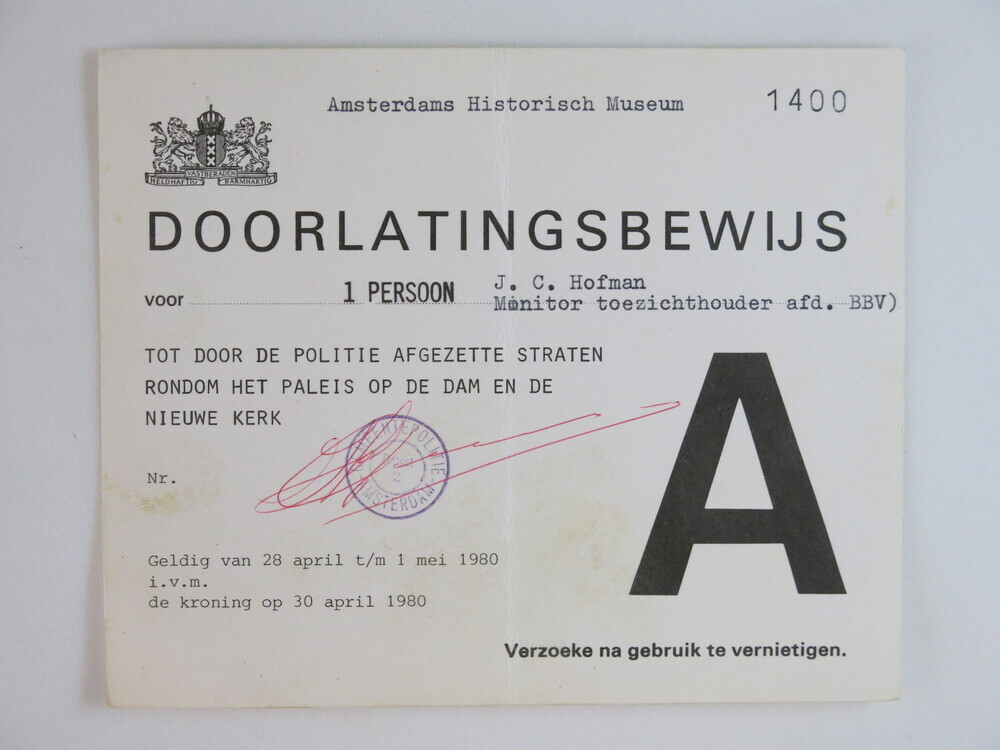 Amsterdams Historisch Museum 1400
VASTBERADEN
HELDHAFTIG BARMHARTIG
DOORLATINGSBEWIJS
voor 1 PERSOON J. C. Hofman
Monitor toezichthouder afd. BBV)
TOT DOOR DE POLITIE AFGEZETTE STRATEN
RONDOM HET PALEIS OP DE DAM EN DE
NIEUWE KERK
A
GEMEENTEPOLITIE
AMSTERDAM
Nr.
Geldig van 28 april t/m 1 mei 1980
i.v.m.
de kroning op 30 april 1980
Verzoeke na gebruik te vernietigen.